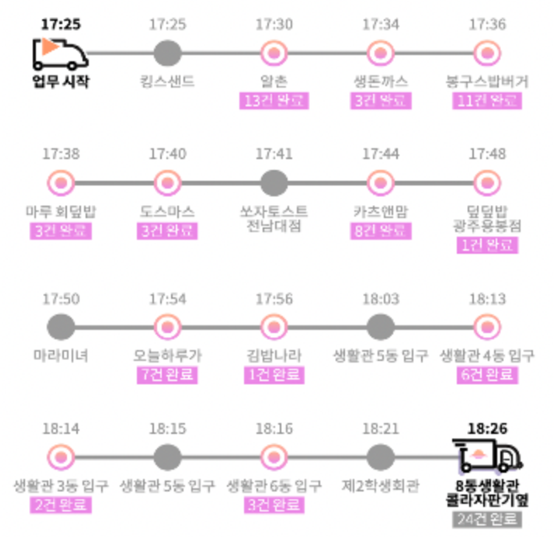 17:25 17:25 17:30 17:34 17:36
업무 시작 킹스샌드 알촌 생돈까스 봉구스밥버거
13건 완료 3건 완료 11건 완료
17:38 17:40 17:41 17:44 17:48
마루 회덮밥 도스마스 쏘자토스트 카츠앤맘 덮덮밥
전남대점 광주용봉점
3건 완료 3건 완료 8건 완료 1건 완료
17:50 17:54 17:56 18:03 18:13
마라미녀 오늘하루가 김밥나라 생활관 5동 입구 생활관 4동 입구
7건 완료 1건 완료 6건 완료
18:14 18:15 18:16 18:21 18:26
생활관 3동 입구 생활관 5동 입구 생활관 6동 입구 제2학생회관 8동생활관
콜라자판기옆
2건 완료 3건 완료 24건 완료